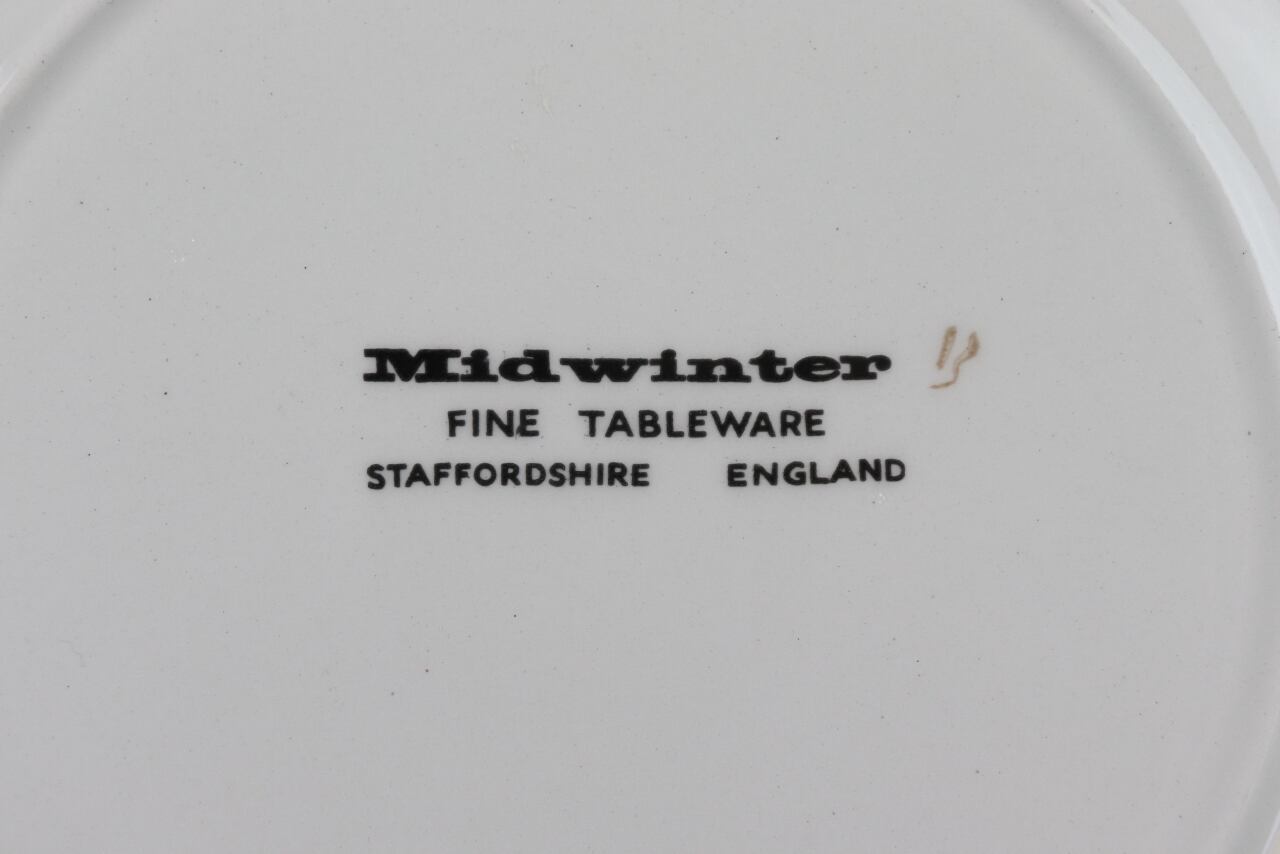 Midwinter
FINE TABLEWARE
STAFFORDSHIRE ENGLAND